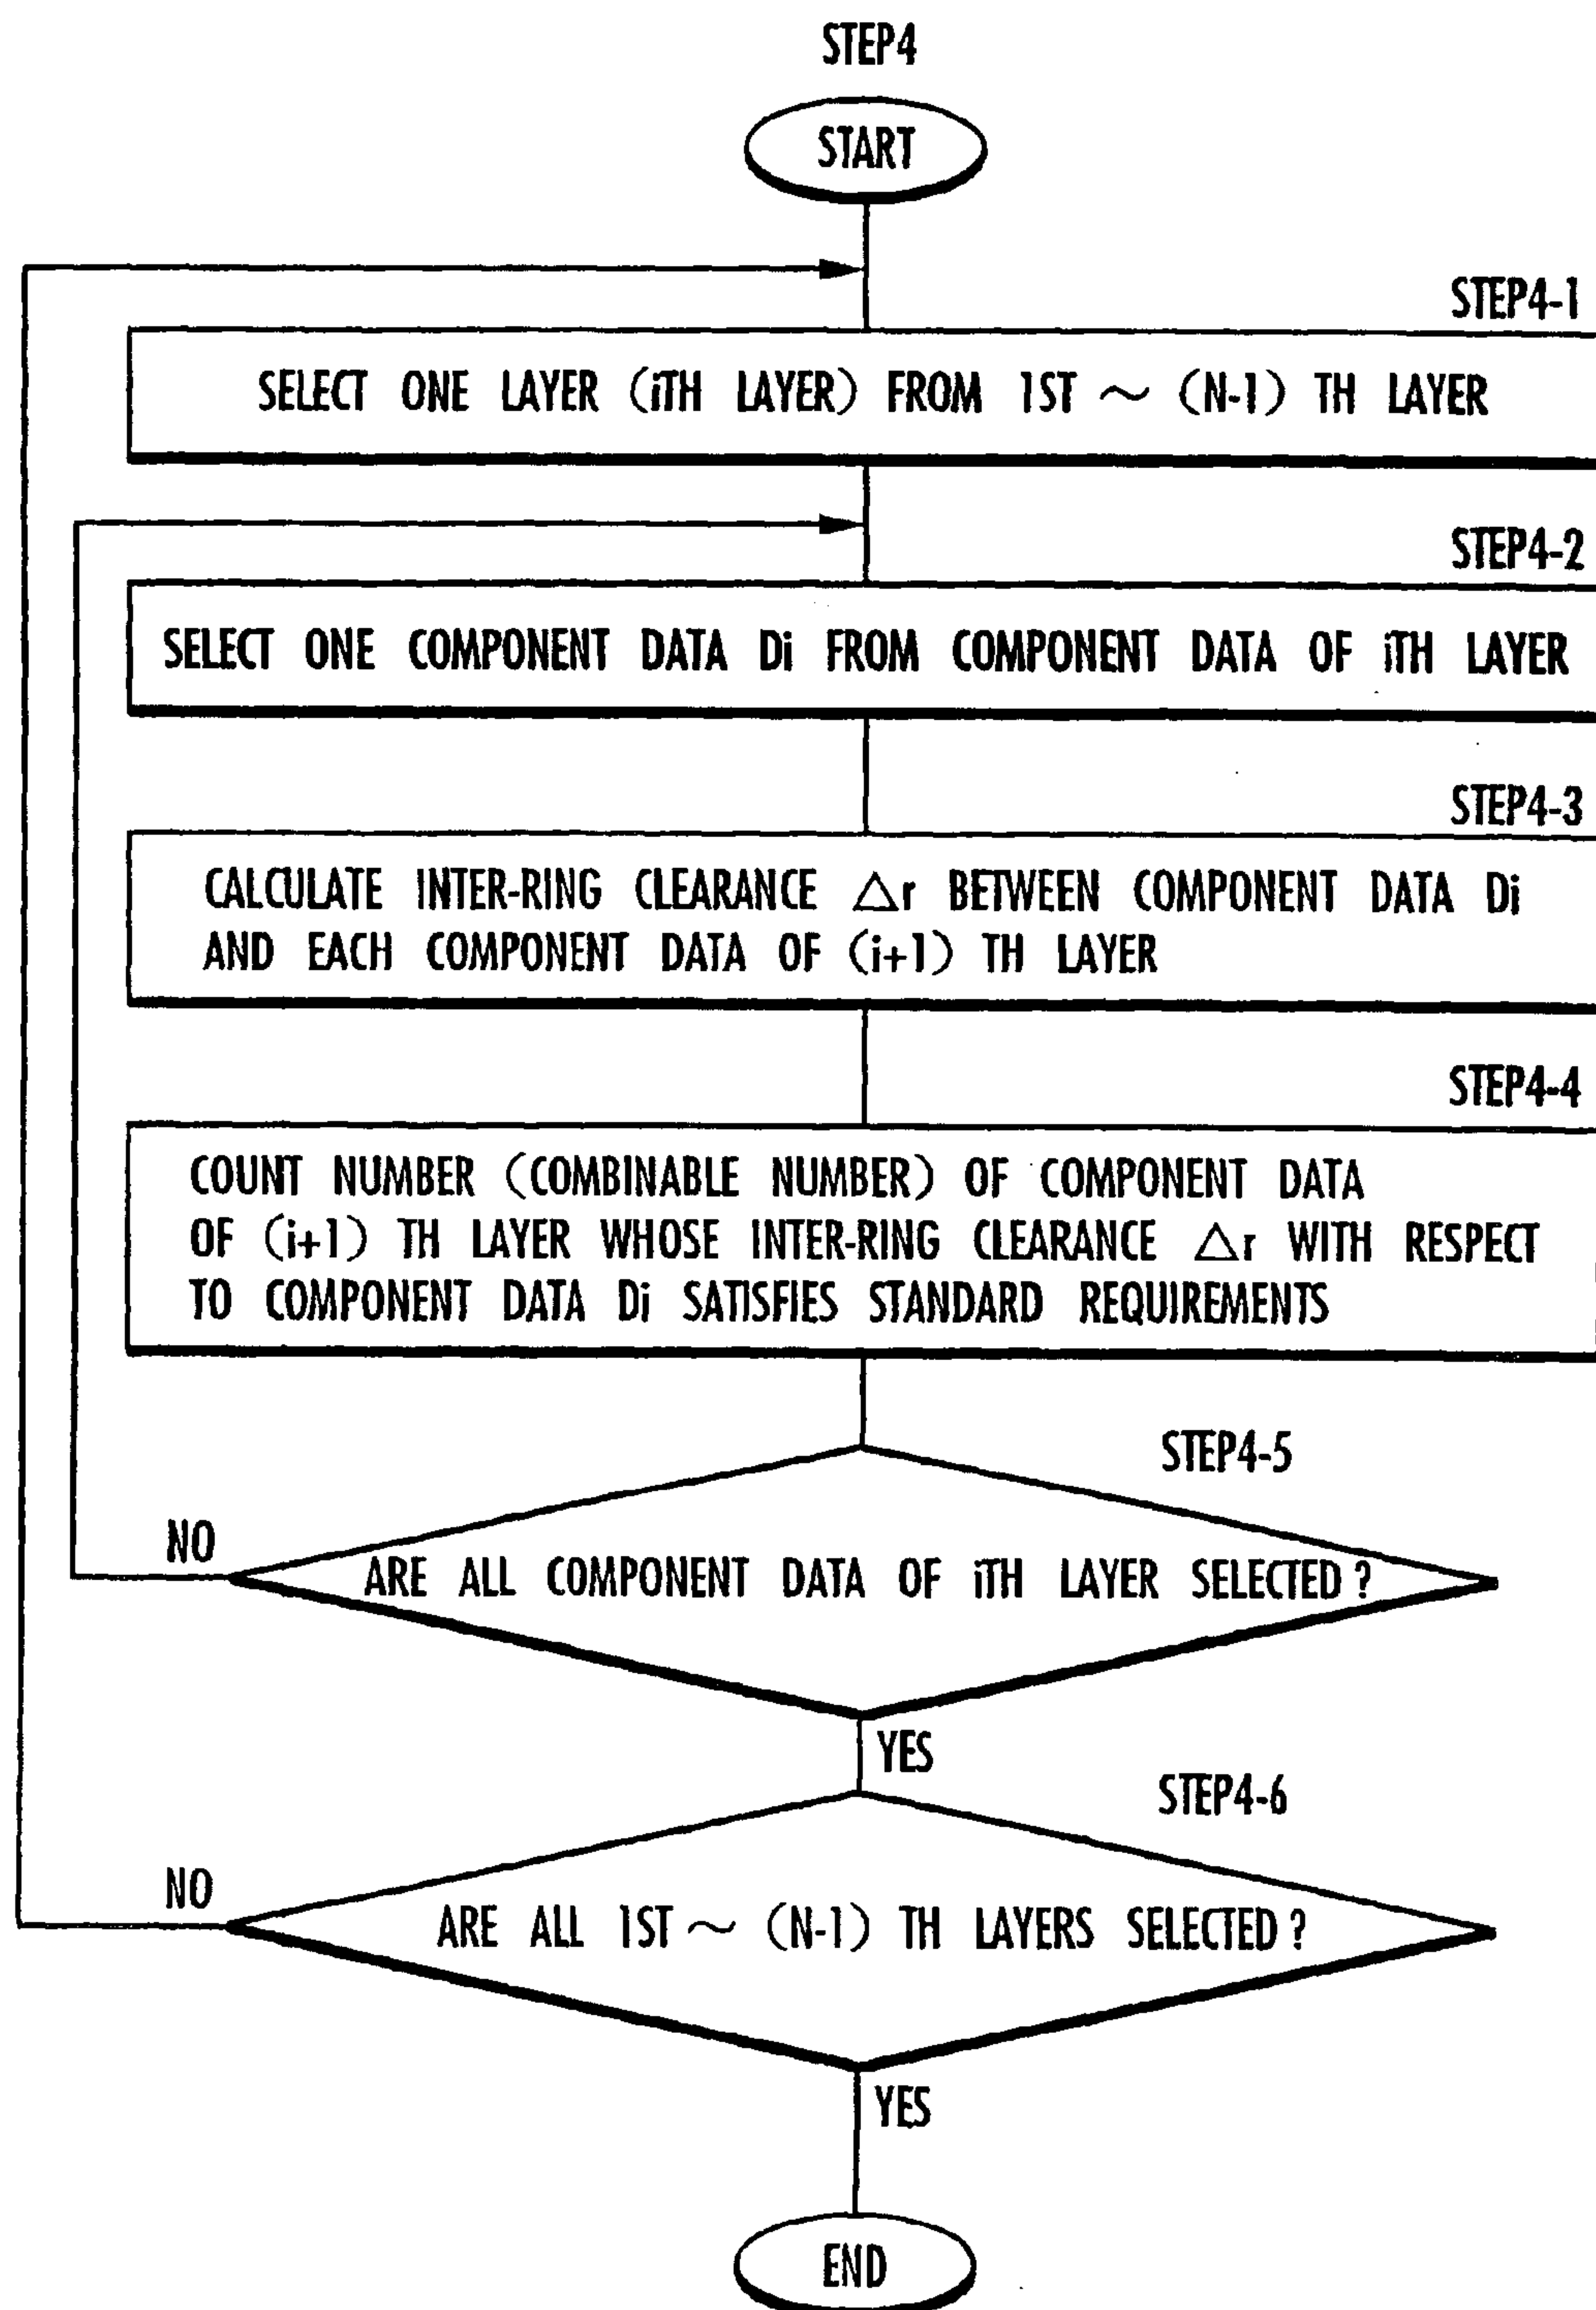 STEP4
START
STEP4-1
SELECT ONE LAYER (iTH LAYER) FROM 1ST ~ (N-1) TH LAYER
STEP4-2
SELECT ONE COMPONENT DATA Di FROM COMPONENT DATA OF iTH LAYER
STEP4-3
CALCULATE INTER-RING CLEARANCE △r BETWEEN COMPONENT DATA Di
AND EACH COMPONENT DATA OF (i+1) TH LAYER
STEP4-4
COUNT NUMBER (COMBINABLE NUMBER) OF COMPONENT DATA
OF (i+1) TH LAYER WHOSE INTER-RING CLEARANCE △r WITH RESPECT
TO COMPONENT DATA Di SATISFIES STANDARD REQUIREMENTS
STEP4-5
NO
ARE ALL COMPONENT DATA OF iTH LAYER SELECTED?
YES
STEP4-6
NO
ARE ALL 1ST ~ (N-1) TH LAYERS SELECTED?
YES
END